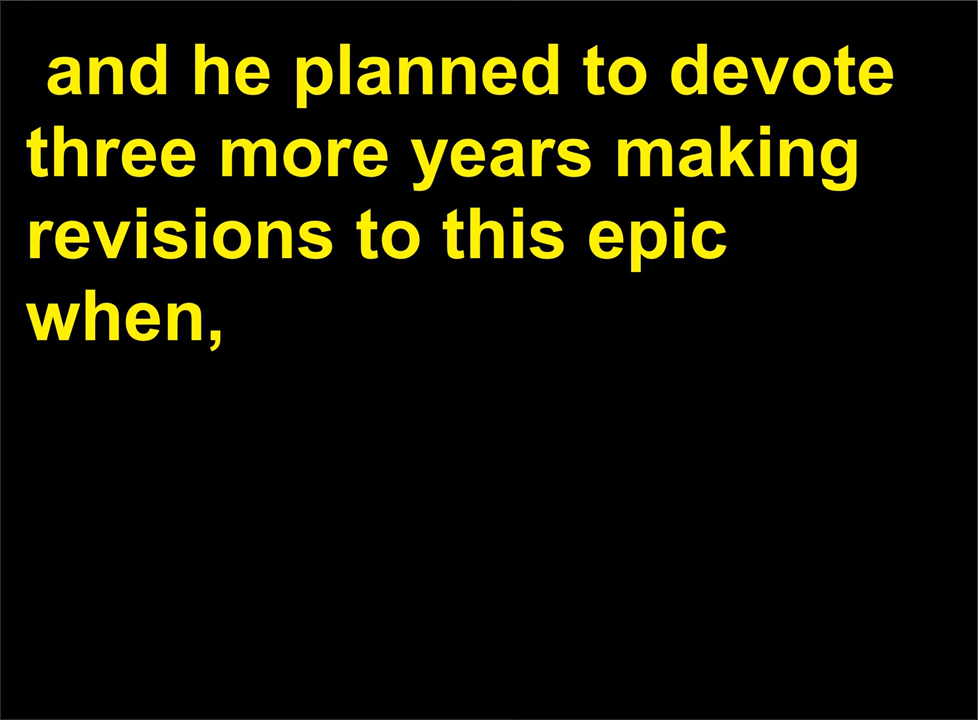 and he planned to devote
three more years making
revisions to this epic
when,